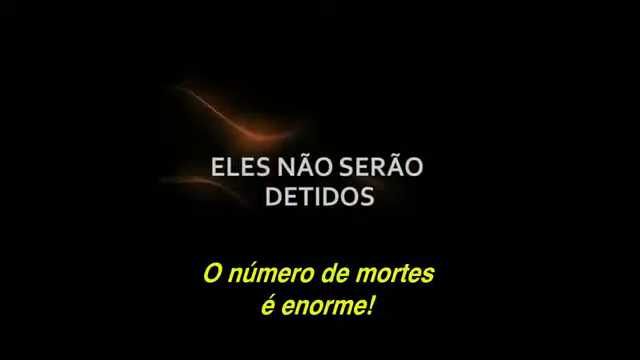 ELES NÃO SERÃO
DETIDOS
O número de mortes
é enorme!